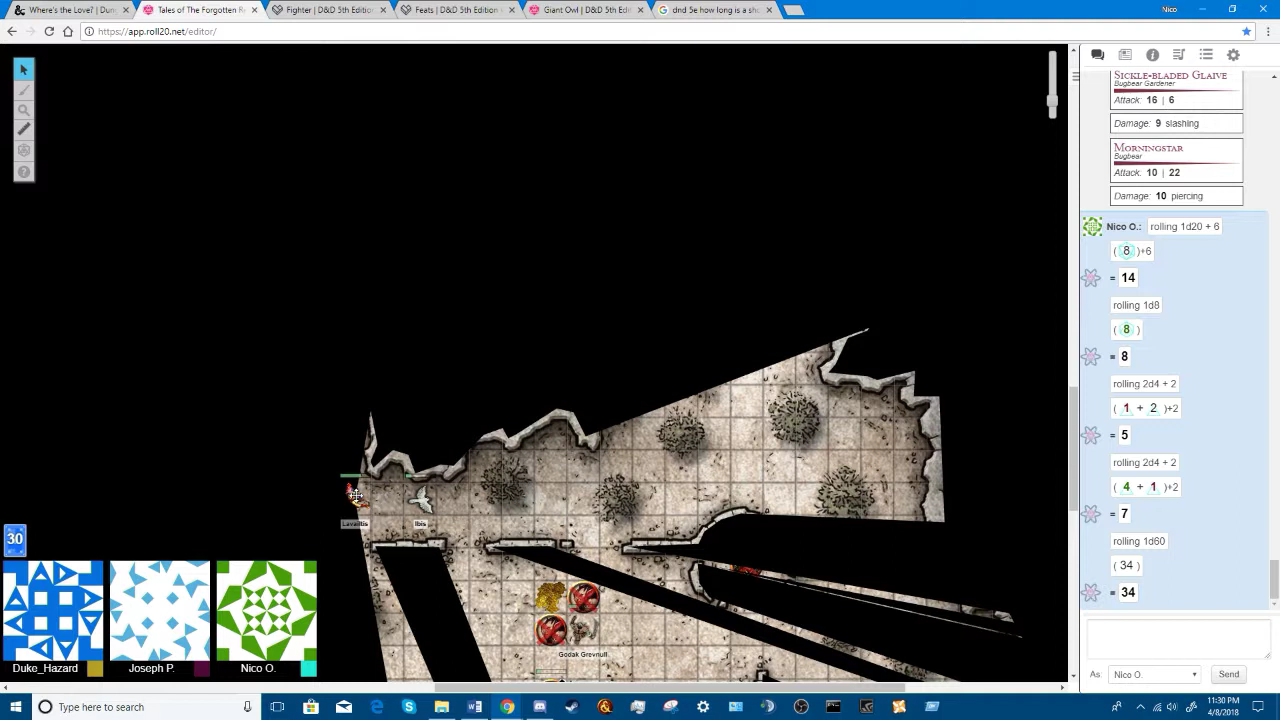 Where's the Love? | Dung
Tales of The Forgotten R
Fighter | D&D 5th Edition
Feats | D&D 5th Edition
Giant Owl | D&D 5th Edit
dnd 5e how long is a sho
Nico
https://app.roll20.net/editor/
SICKLE-BLADED GLAIVE
Bugbear Gardener
Attack: 16 | 6
Damage: 9 slashing
MORNINGSTAR
Bugbear
Attack: 10 | 22
Damage: 10 piercing
Nico O.: rolling 1d20 + 6
( 8 )+6
= 14
rolling 1d8
( 8 )
= 8
rolling 2d4 + 2
( 1 + 2 )+2
= 5
rolling 2d4 + 2
( 4 + 1 )+2
= 7
rolling 1d60
( 34 )
= 34
Ibis
30
Godak Grevnull
Duke_Hazard
Joseph P.
Nico O.
As Nico O. Send
Type here to search
11:30 PM
4/8/2018